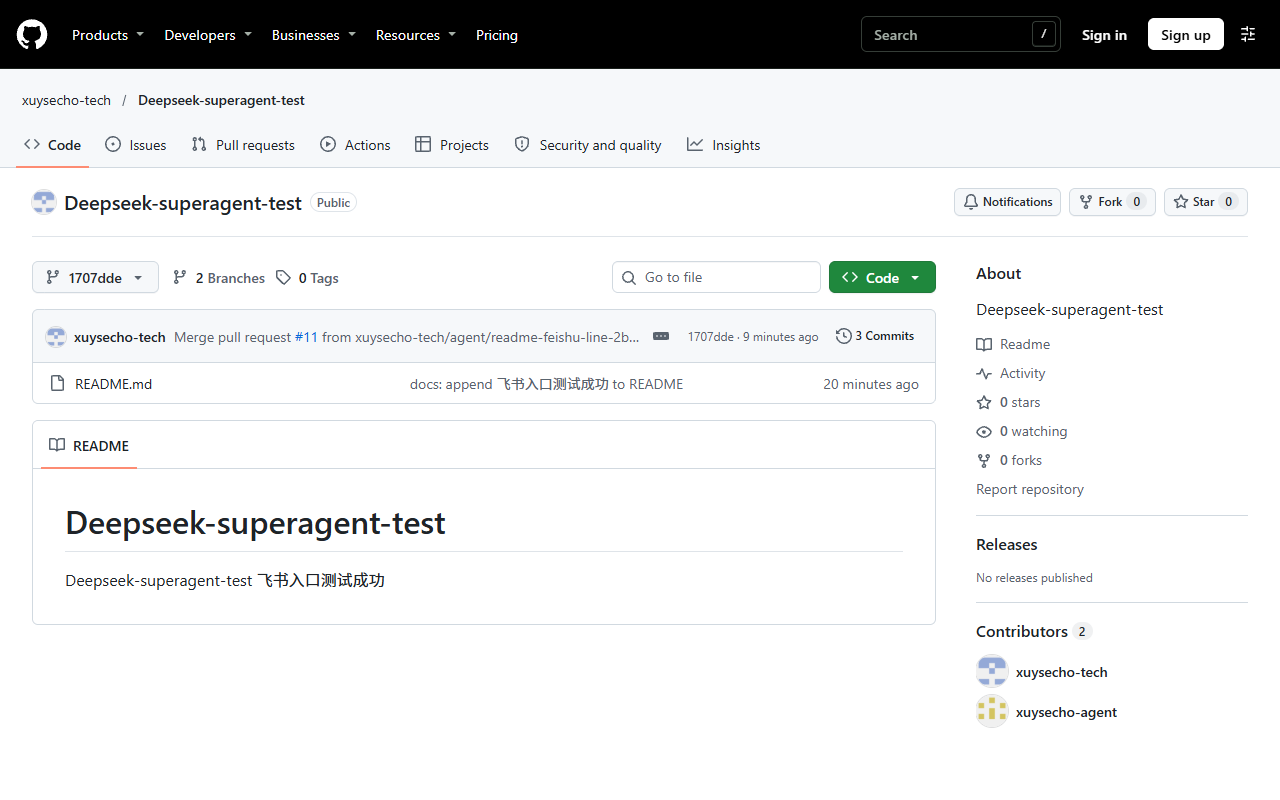 Products Developers Businesses Resources Pricing Search / Sign in Sign up
xuysecho-tech / Deepseek-superagent-test
Code Issues Pull requests Actions Projects Security and quality Insights
Deepseek-superagent-test Public Notifications Fork 0 Star 0
1707dde 2 Branches 0 Tags Go to file Code
xuysecho-tech Merge pull request #11 from xuysecho-tech/agent/readme-feishu-line-2b... 1707dde · 9 minutes ago 3 Commits
README.md docs: append 飞书入口测试成功 to README 20 minutes ago
README
Deepseek-superagent-test
Deepseek-superagent-test 飞书入口测试成功
About
Deepseek-superagent-test
Readme
Activity
0 stars
0 watching
0 forks
Report repository
Releases
No releases published
Contributors 2
xuysecho-tech
xuysecho-agent